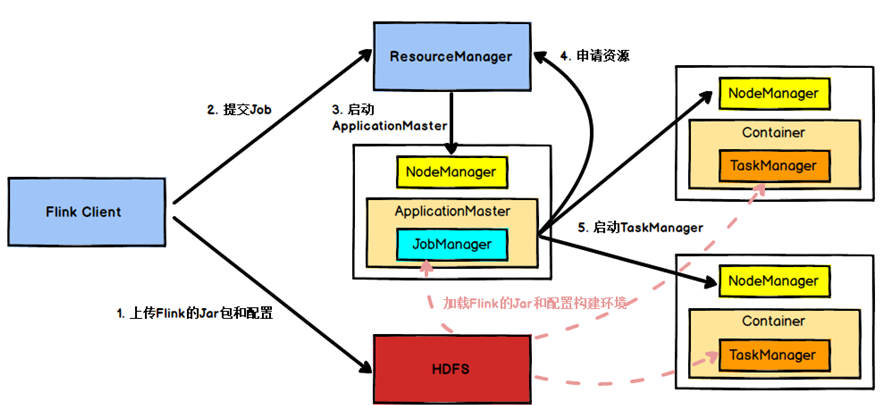 ResourceManager
4. 申请资源
2. 提交Job
3. 启动
ApplicationMaster
NodeManager
Container
TaskManager
NodeManager
Flink Client
ApplicationMaster
JobManager
5. 启动TaskManager
NodeManager
加载Flink的Jar和配置构建环境
1. 上传Flink的Jar包和配置
Container
TaskManager
HDFS